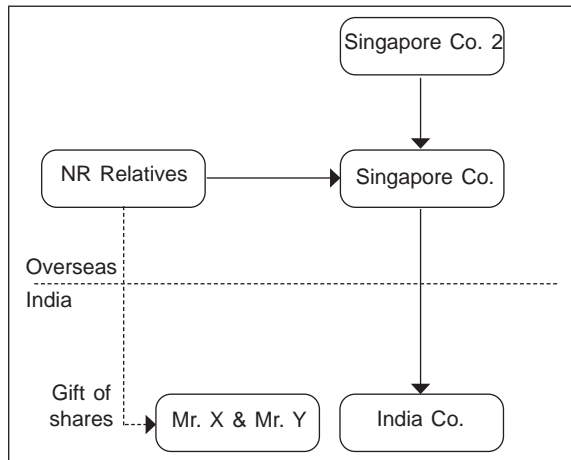 Singapore Co. 2
NR Relatives
Singapore Co.
Overseas
India
Gift of
shares
Mr. X & Mr. Y
India Co.